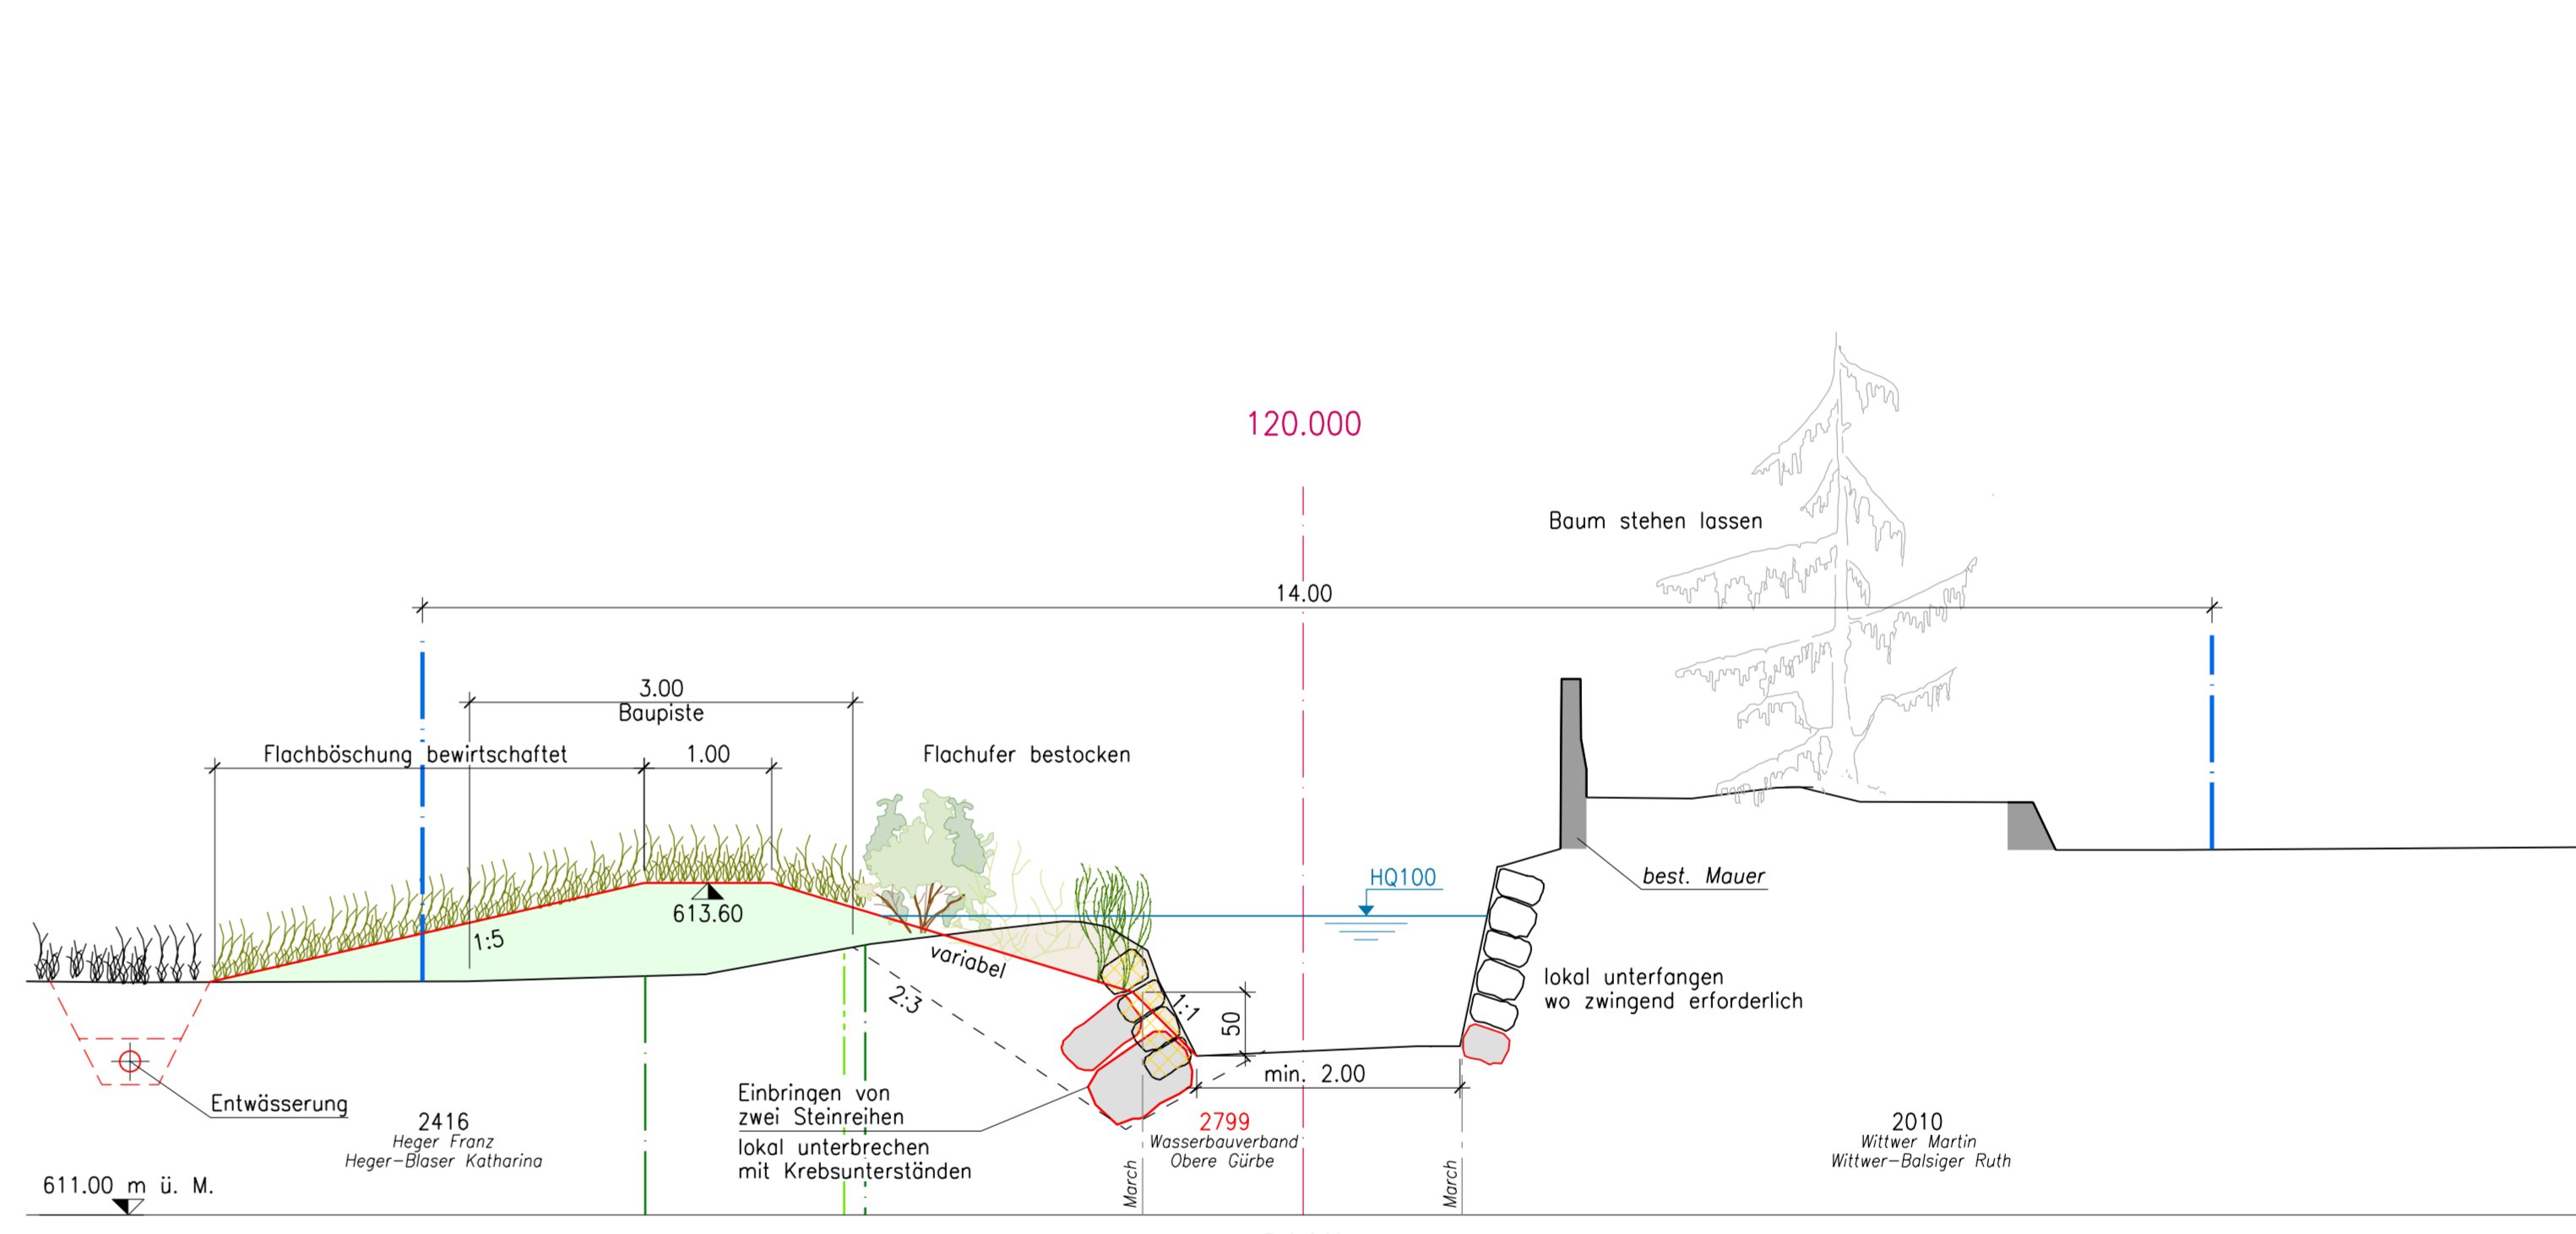 120.000
Baum stehen lassen
14.00
3.00
Baupiste
Flachböschung bewirtschaftet
1.00
Flachufer bestocken
HQ100
best. Mauer
613.60
1:5
variabel
2:3
1:1
50
lokal unterfangen
wo zwingend erforderlich
min. 2.00
Einbringen von
zwei Steinreihen
lokal unterbrechen
mit Krebsunterständen
Entwässerung
2416
Heger Franz
Heger-Blaser Katharina
2799
Wasserbauverband
Obere Gürbe
2010
Wittwer Martin
Wittwer-Balsiger Ruth
March
March
611.00 m ü. M.